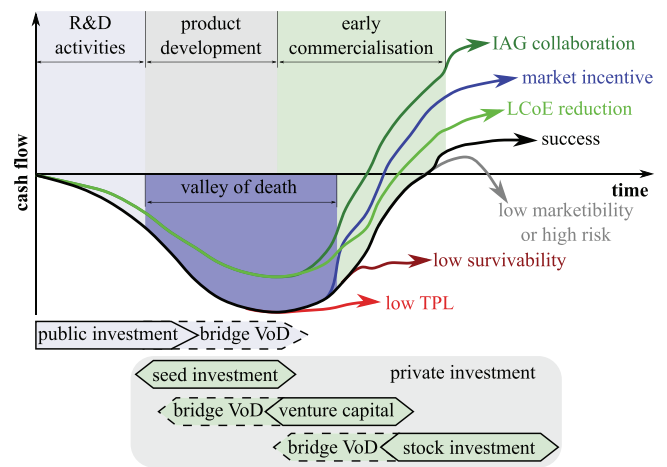 R&D
activities
product
development
early
commercialisation
IAG collaboration
market incentive
LCoE reduction
success
cash flow
valley of death
time
low marketibility
or high risk
low survivability
low TPL
public investment
bridge VoD
seed investment
private investment
bridge VoD
venture capital
bridge VoD
stock investment